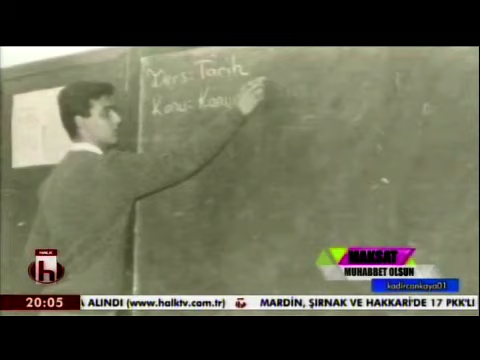 Ders: Tarih
Konu:
HALK
MAKSAT
MUHABBET OLSUN
kadircankaya01
20:05
ALINDI (www.halktv.com.tr)
MARDİN, ŞIRNAK VE HAKKARİ'DE 17 PKK'LI